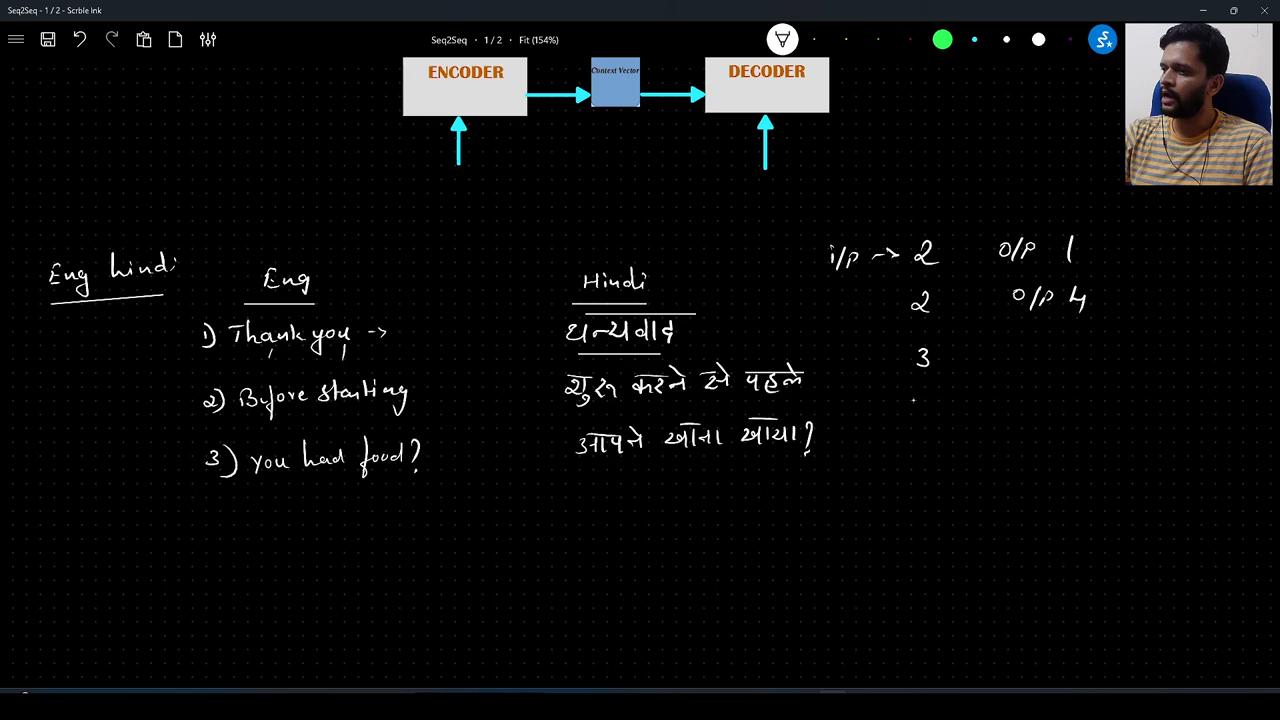 Seq2Seq - 1 / 2 - Scrble Ink
Seq2Seq • 1 / 2 • Fit (154%)
ENCODER
Context Vector
DECODER
Eng hindi
Eng
Hindi
i/p --> 2 o/p 1
1) Thank you ->
धन्यवाद
2 o/p 4
2) Before starting
शुरू करने से पहले
3
3) you had food?
आपने खाना खाया?